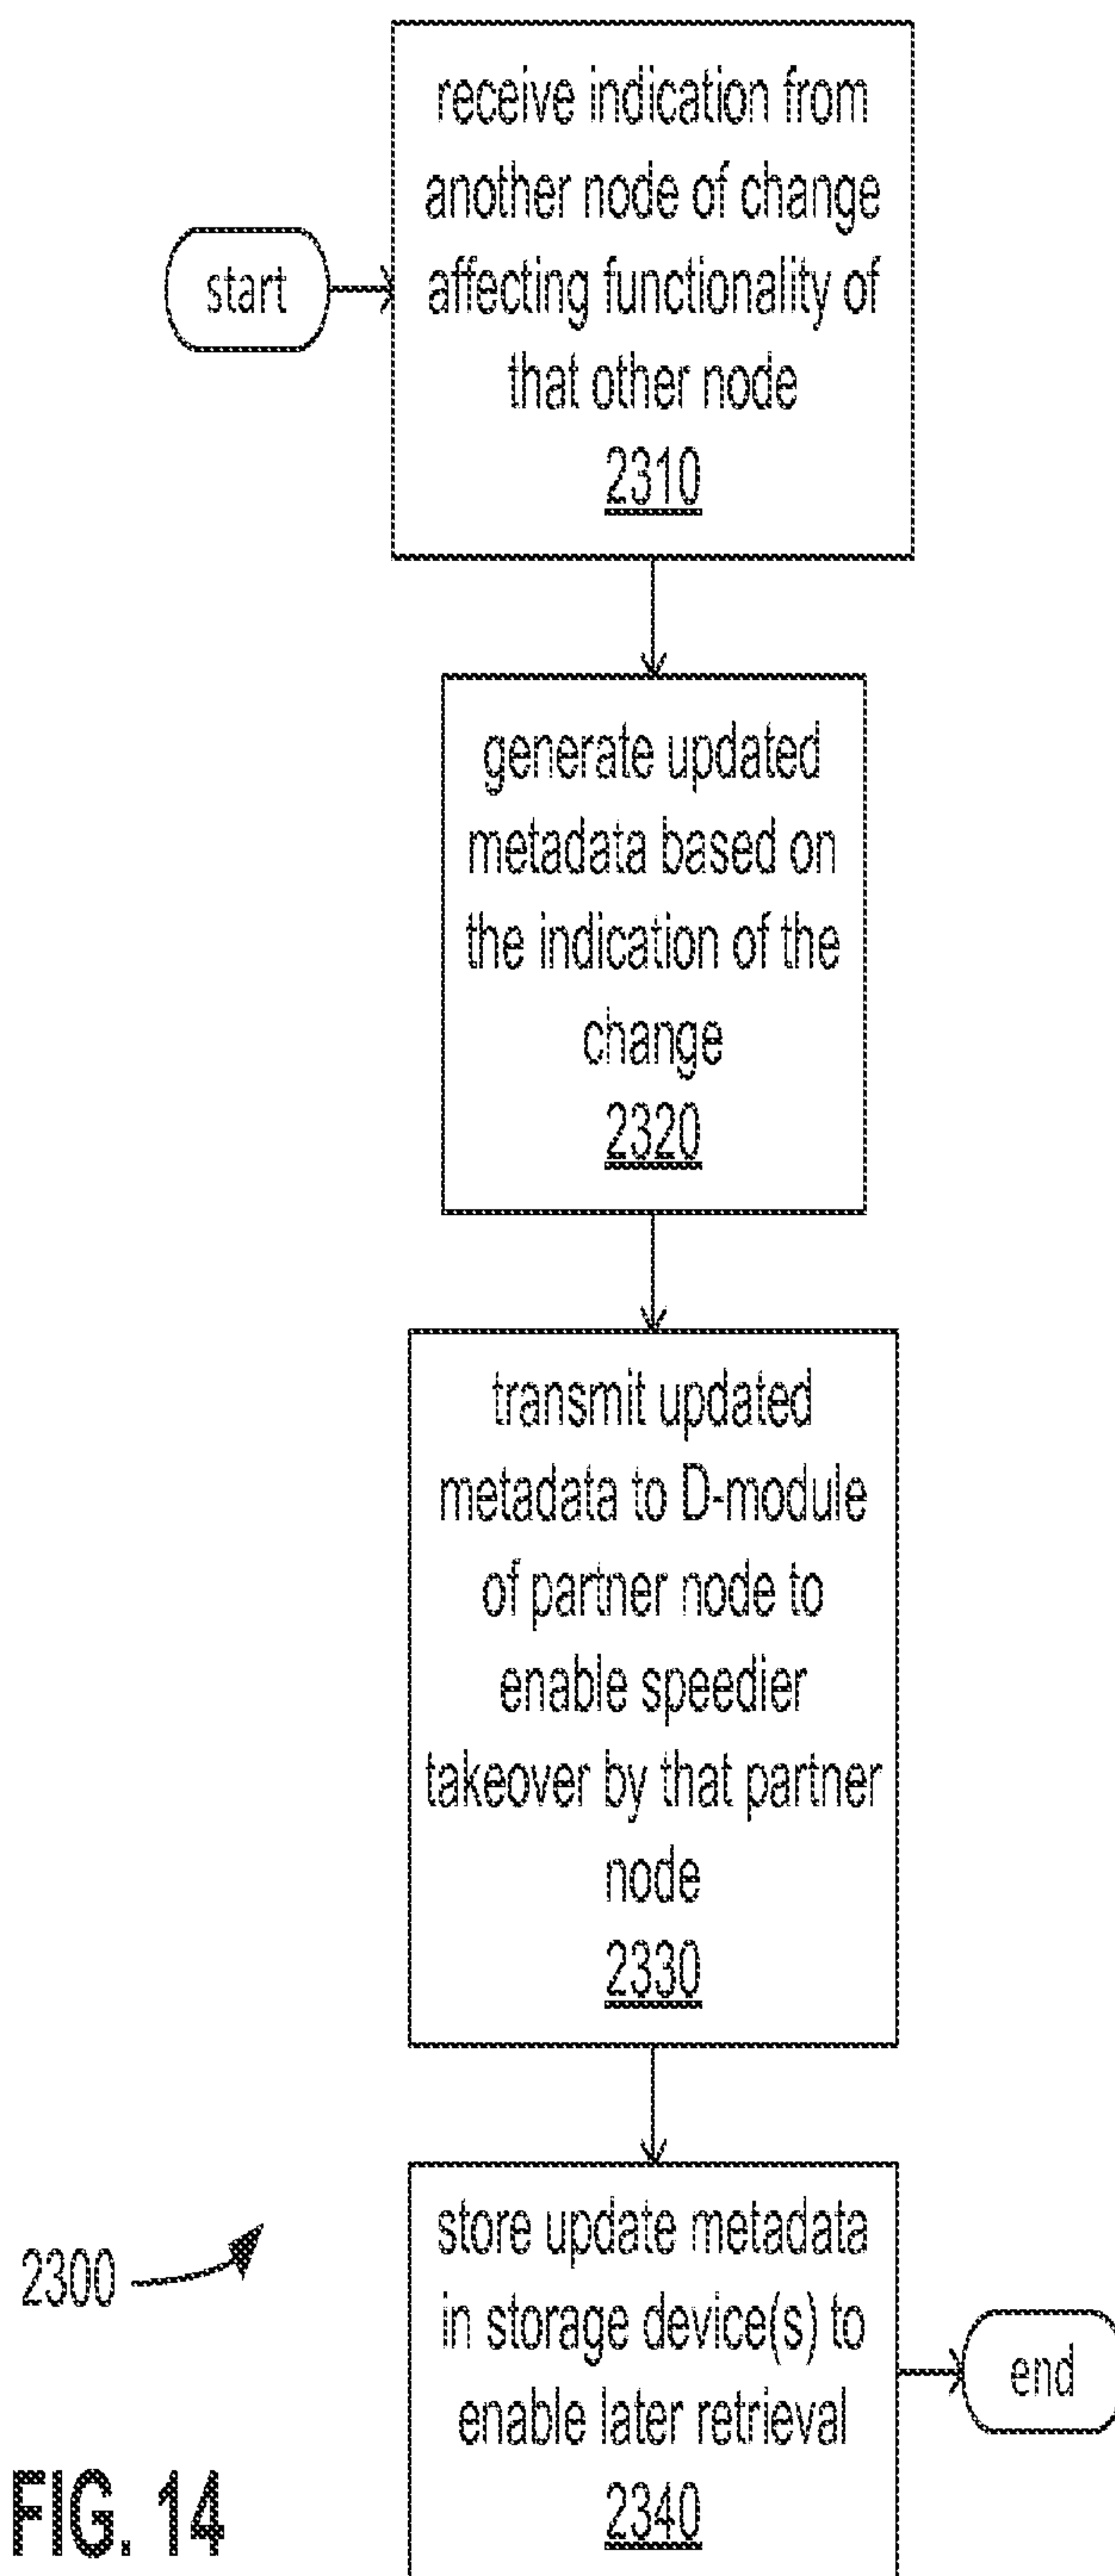 receive indication from
another node of change
affecting functionality of
that other node
2310
start
generate updated
metadata based on
the indication of the
change
2320
transmit updated
metadata to D-module
of partner node to
enable speedier
takeover by that partner
node
2330
store update metadata
in storage device(s) to
enable later retrieval
2340
end
2300
FIG. 14